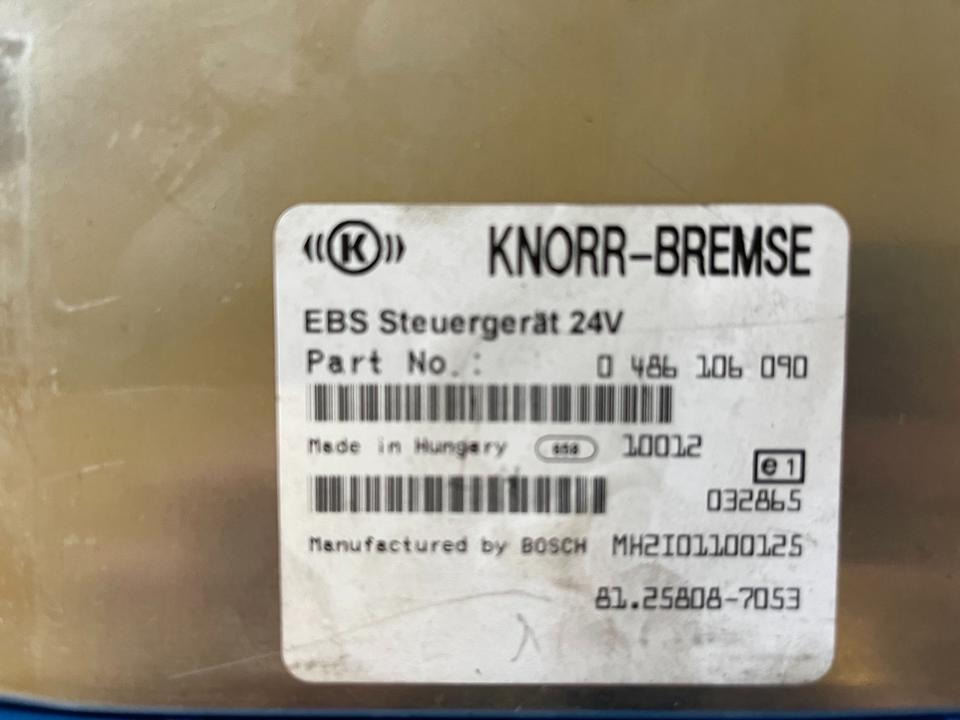 ((K)) KNORR-BREMSE
EBS Steuergerät 24V
Part No.: 0 486 106 090
Made in Hungary 10012
e1
032865
Manufactured by BOSCH MH2I01100125
81.25808-7053